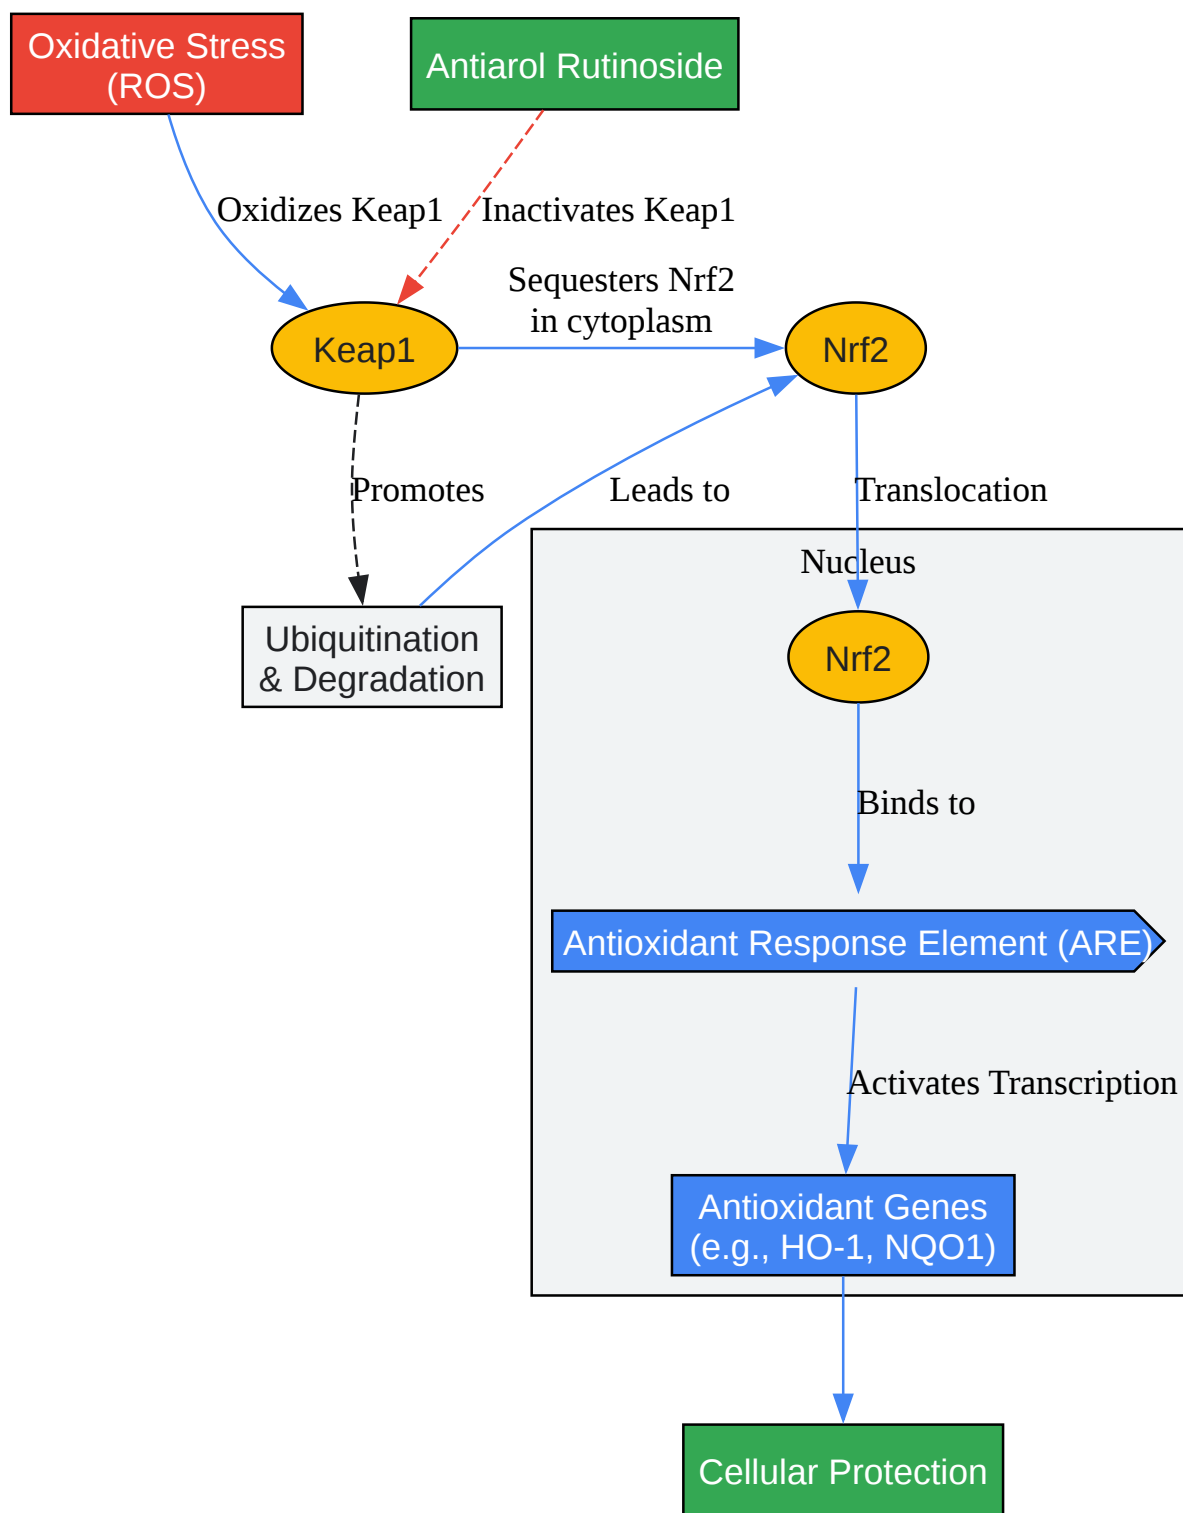 Oxidative Stress
(ROS)
Antiarol Rutinoside
Oxidizes Keap1
Inactivates Keap1
Sequesters Nrf2
in cytoplasm
Keap1
Nrf2
Promotes
Leads to
Translocation
Nucleus
Ubiquitination
& Degradation
Nrf2
Binds to
Antioxidant Response Element (ARE)
Activates Transcription
Antioxidant Genes
(e.g., HO-1, NQO1)
Cellular Protection